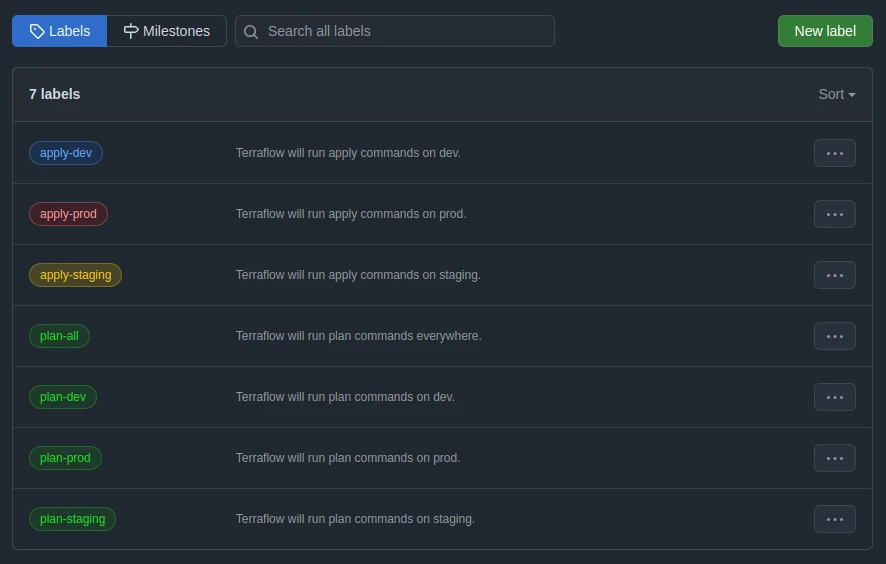 Labels Milestones Search all labels New label
7 labels Sort
apply-dev Terraflow will run apply commands on dev.
apply-prod Terraflow will run apply commands on prod.
apply-staging Terraflow will run apply commands on staging.
plan-all Terraflow will run plan commands everywhere.
plan-dev Terraflow will run plan commands on dev.
plan-prod Terraflow will run plan commands on prod.
plan-staging Terraflow will run plan commands on staging.